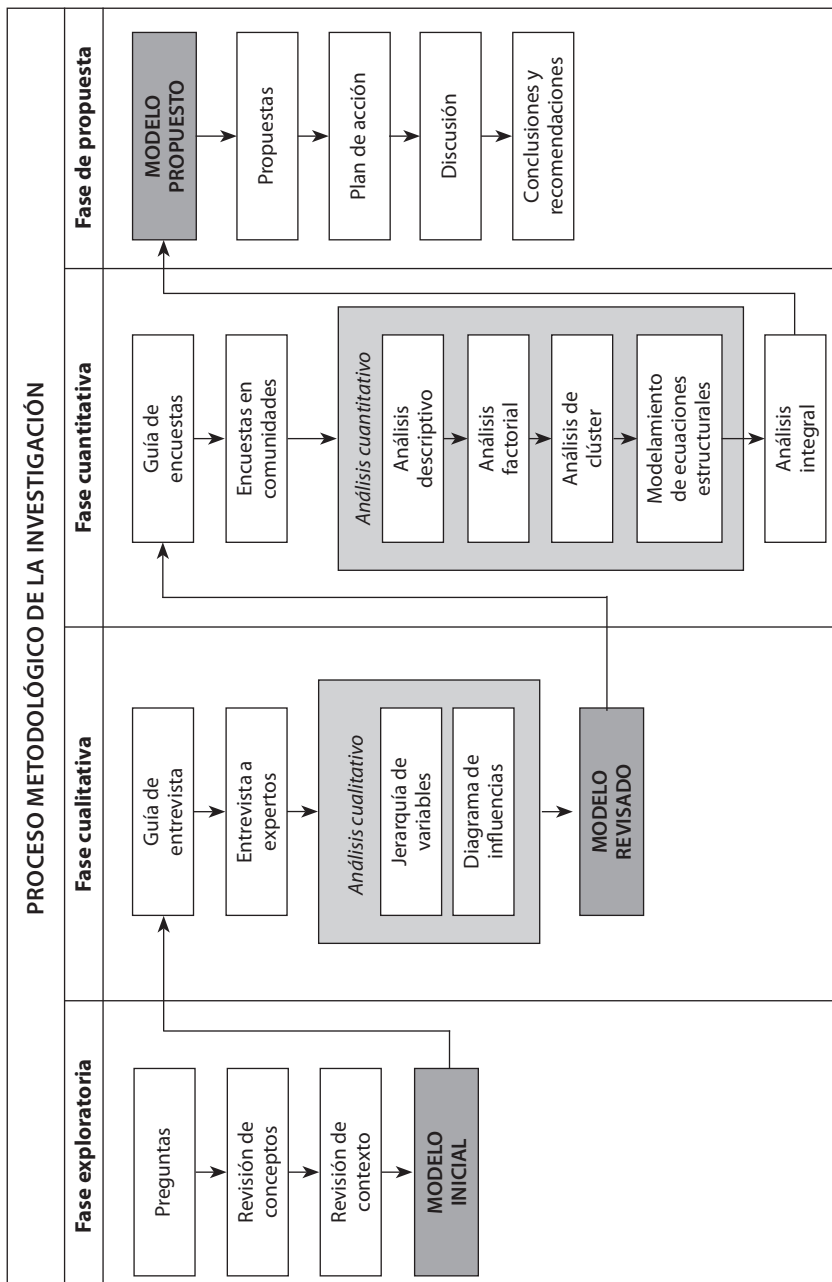 PROCESO METODOLÓGICO DE LA INVESTIGACIÓN
Fase exploratoria
Preguntas
Revisión de
conceptos
Revisión de
contexto
MODELO
INICIAL
Fase cualitativa
Guía de
entrevista
Entrevista a
expertos
Análisis cualitativo
Jerarquía de
variables
Diagrama de
influencias
MODELO
REVISADO
Fase cuantitativa
Guía de
encuestas
Encuestas en
comunidades
Análisis cuantitativo
Análisis
descriptivo
Análisis
factorial
Análisis de
clúster
Modelamiento
de ecuaciones
estructurales
Análisis
integral
Fase de propuesta
MODELO
PROPUESTO
Propuestas
Plan de acción
Discusión
Conclusiones y
recomendaciones